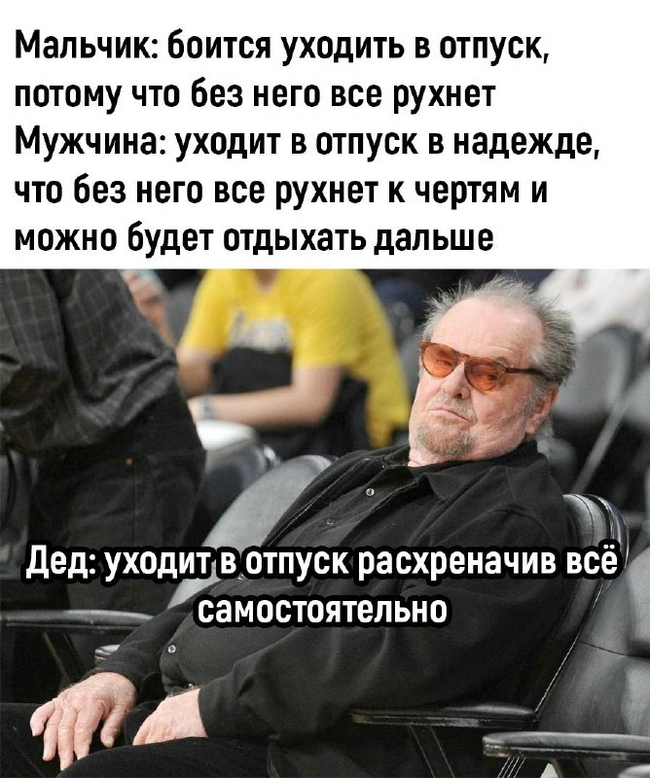 Мальчик: боится уходить в отпуск,
потому что без него все рухнет
Мужчина: уходит в отпуск в надежде,
что без него все рухнет к чертям и
можно будет отдыхать дальше
Дед: уходит в отпуск расхреначив всё
самостоятельно